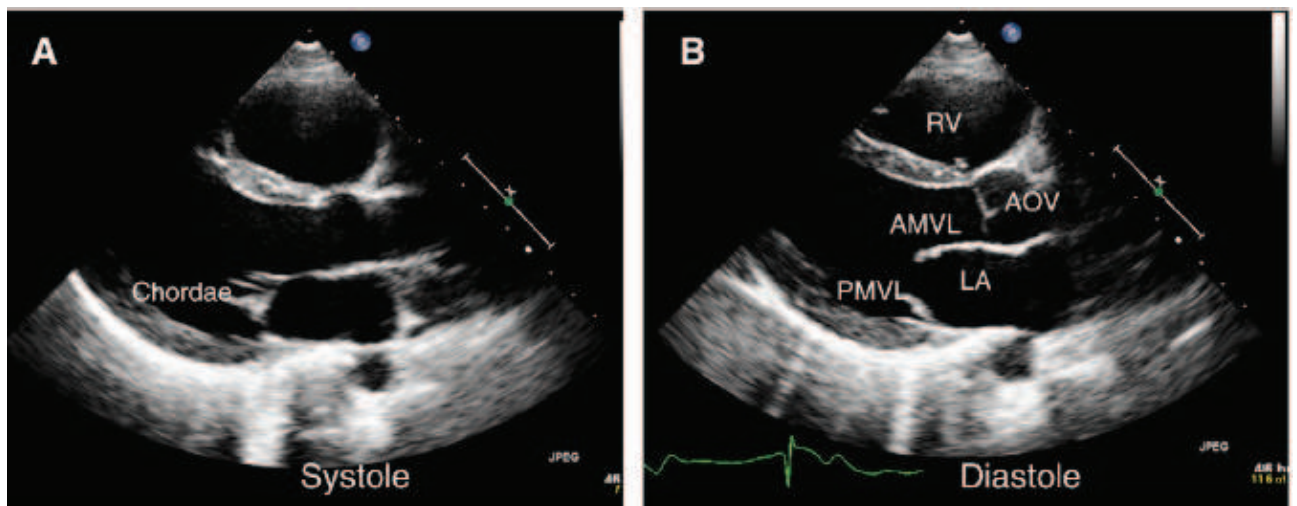 A
Chordae
JPEG
Systole
B
RV
AOV
AMVL
LA
PMVL
JPEG
Diastole